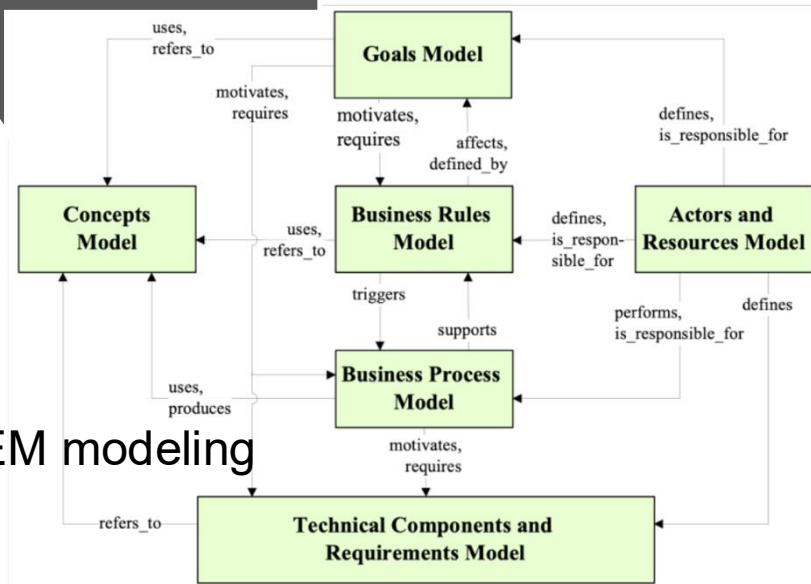 uses,
refers_to
Goals Model
motivates,
requires
motivates,
requires
affects,
defined_by
defines,
is_responsible_for
Concepts
Model
uses,
refers_to
Business Rules
Model
defines,
is_respon-
sible_for
Actors and
Resources Model
triggers
supports
performs,
is_responsible_for
defines
uses,
produces
Business Process
Model
EM modeling
motivates,
requires
refers_to
Technical Components and
Requirements Model